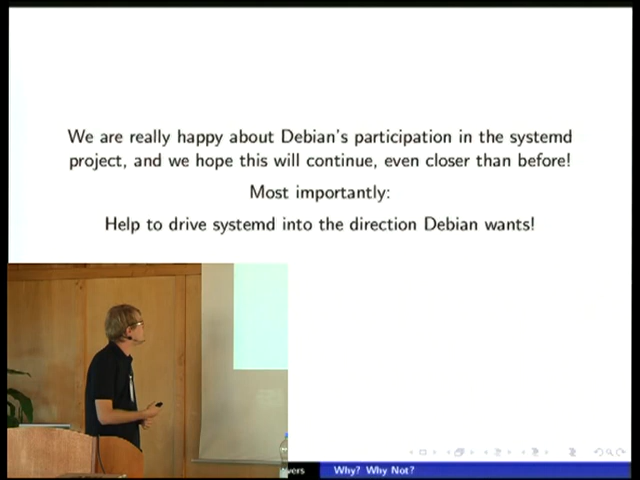 We are really happy about Debian's participation in the systemd
project, and we hope this will continue, even closer than before!
Most importantly:
Help to drive systemd into the direction Debian wants!
Why? Why Not?